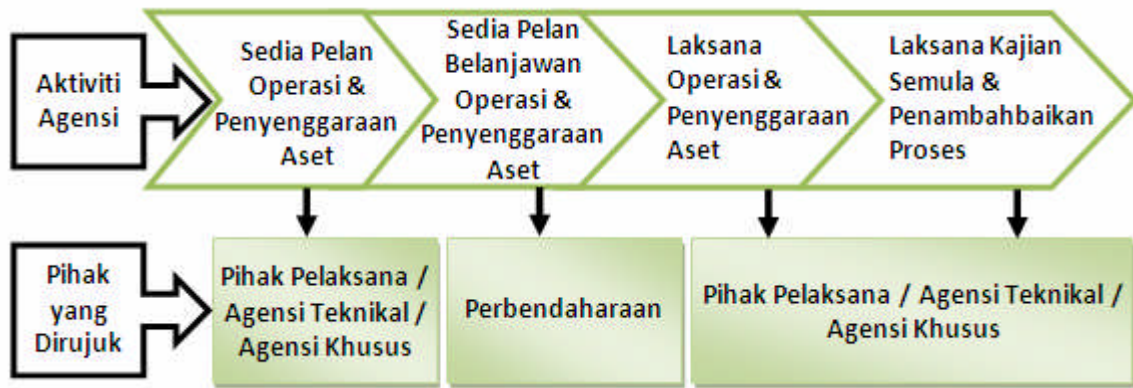 Aktiviti
Agensi
Sedia Pelan
Operasi &
Penyenggaraan
Aset
Sedia Pelan
Belanjawan
Operasi &
Penyenggaraan
Aset
Laksana
Operasi &
Penyenggaraan
Aset
Laksana Kajian
Semula &
Penambahbaikan
Proses
Pihak
yang
Dirujuk
Pihak Pelaksana /
Agensi Teknikal /
Agensi Khusus
Perbendaharaan
Pihak Pelaksana / Agensi Teknikal /
Agensi Khusus